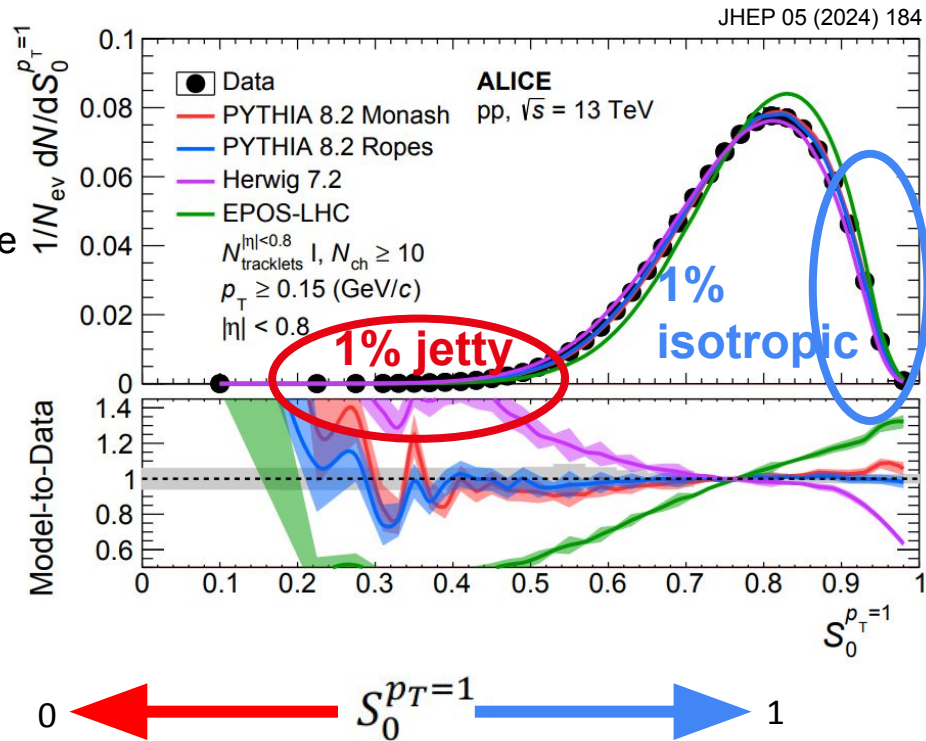 JHEP 05 (2024) 184
1/N_ev dN/dS_0^{p_T=1}
0.1
0.08
0.06
0.04
0.02
0
Data
PYTHIA 8.2 Monash
PYTHIA 8.2 Ropes
Herwig 7.2
EPOS-LHC
N_tracklets^{|η|<0.8} I, N_ch ≥ 10
p_T ≥ 0.15 (GeV/c)
|η| < 0.8
ALICE
pp, √s = 13 TeV
e
1% jetty
1%
isotropic
Model-to-Data
1.4
1.2
1
0.8
0.6
0 0.1 0.2 0.3 0.4 0.5 0.6 0.7 0.8 0.9 1
S_0^{p_T=1}
0 S_0^{p_T=1} 1